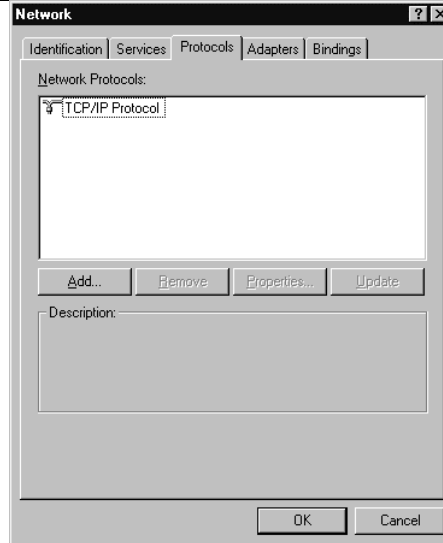 Network
Identification Services Protocols Adapters Bindings
Network Protocols:
TCP/IP Protocol
Add... Remove Properties... Update
Description:
OK Cancel